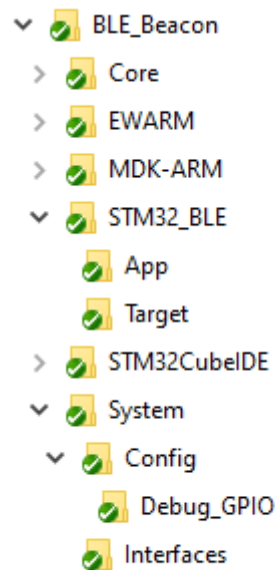 BLE_Beacon
Core
EWARM
MDK-ARM
STM32_BLE
App
Target
STM32CubeIDE
System
Config
Debug_GPIO
Interfaces